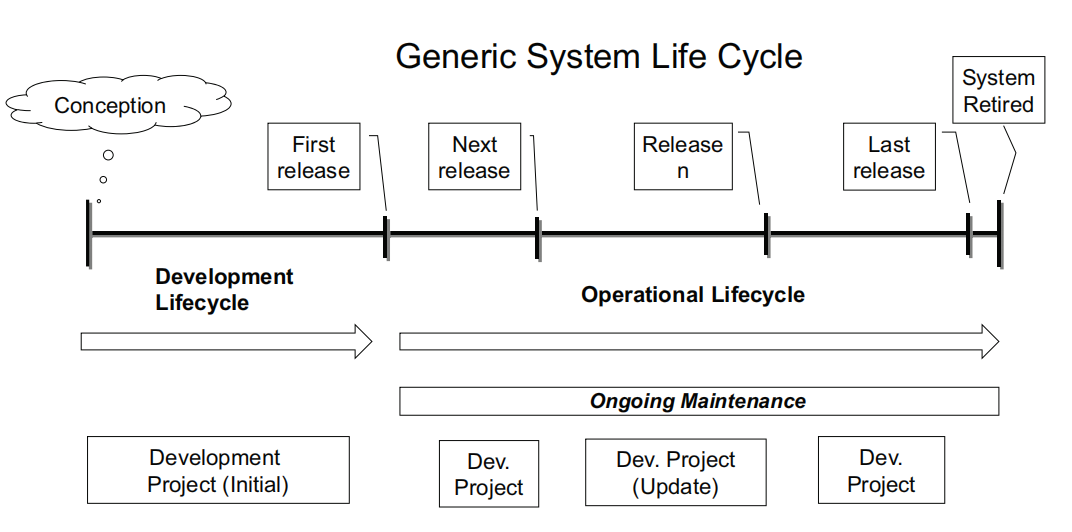 Generic System Life Cycle
Conception
System
Retired
First
release
Next
release
Release
n
Last
release
Development
Lifecycle
Operational Lifecycle
Ongoing Maintenance
Development
Project (Initial)
Dev.
Project
Dev. Project
(Update)
Dev.
Project